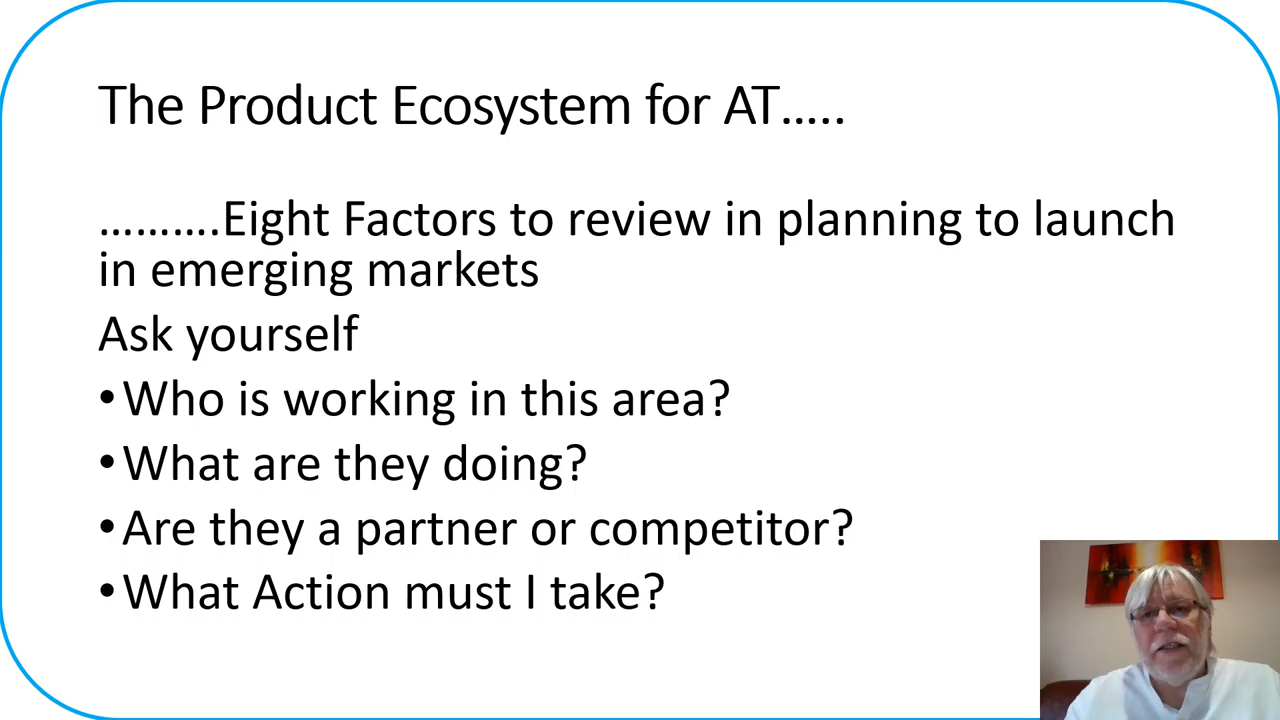 The Product Ecosystem for AT…..
……….Eight Factors to review in planning to launch
in emerging markets
Ask yourself
•Who is working in this area?
•What are they doing?
•Are they a partner or competitor?
•What Action must I take?